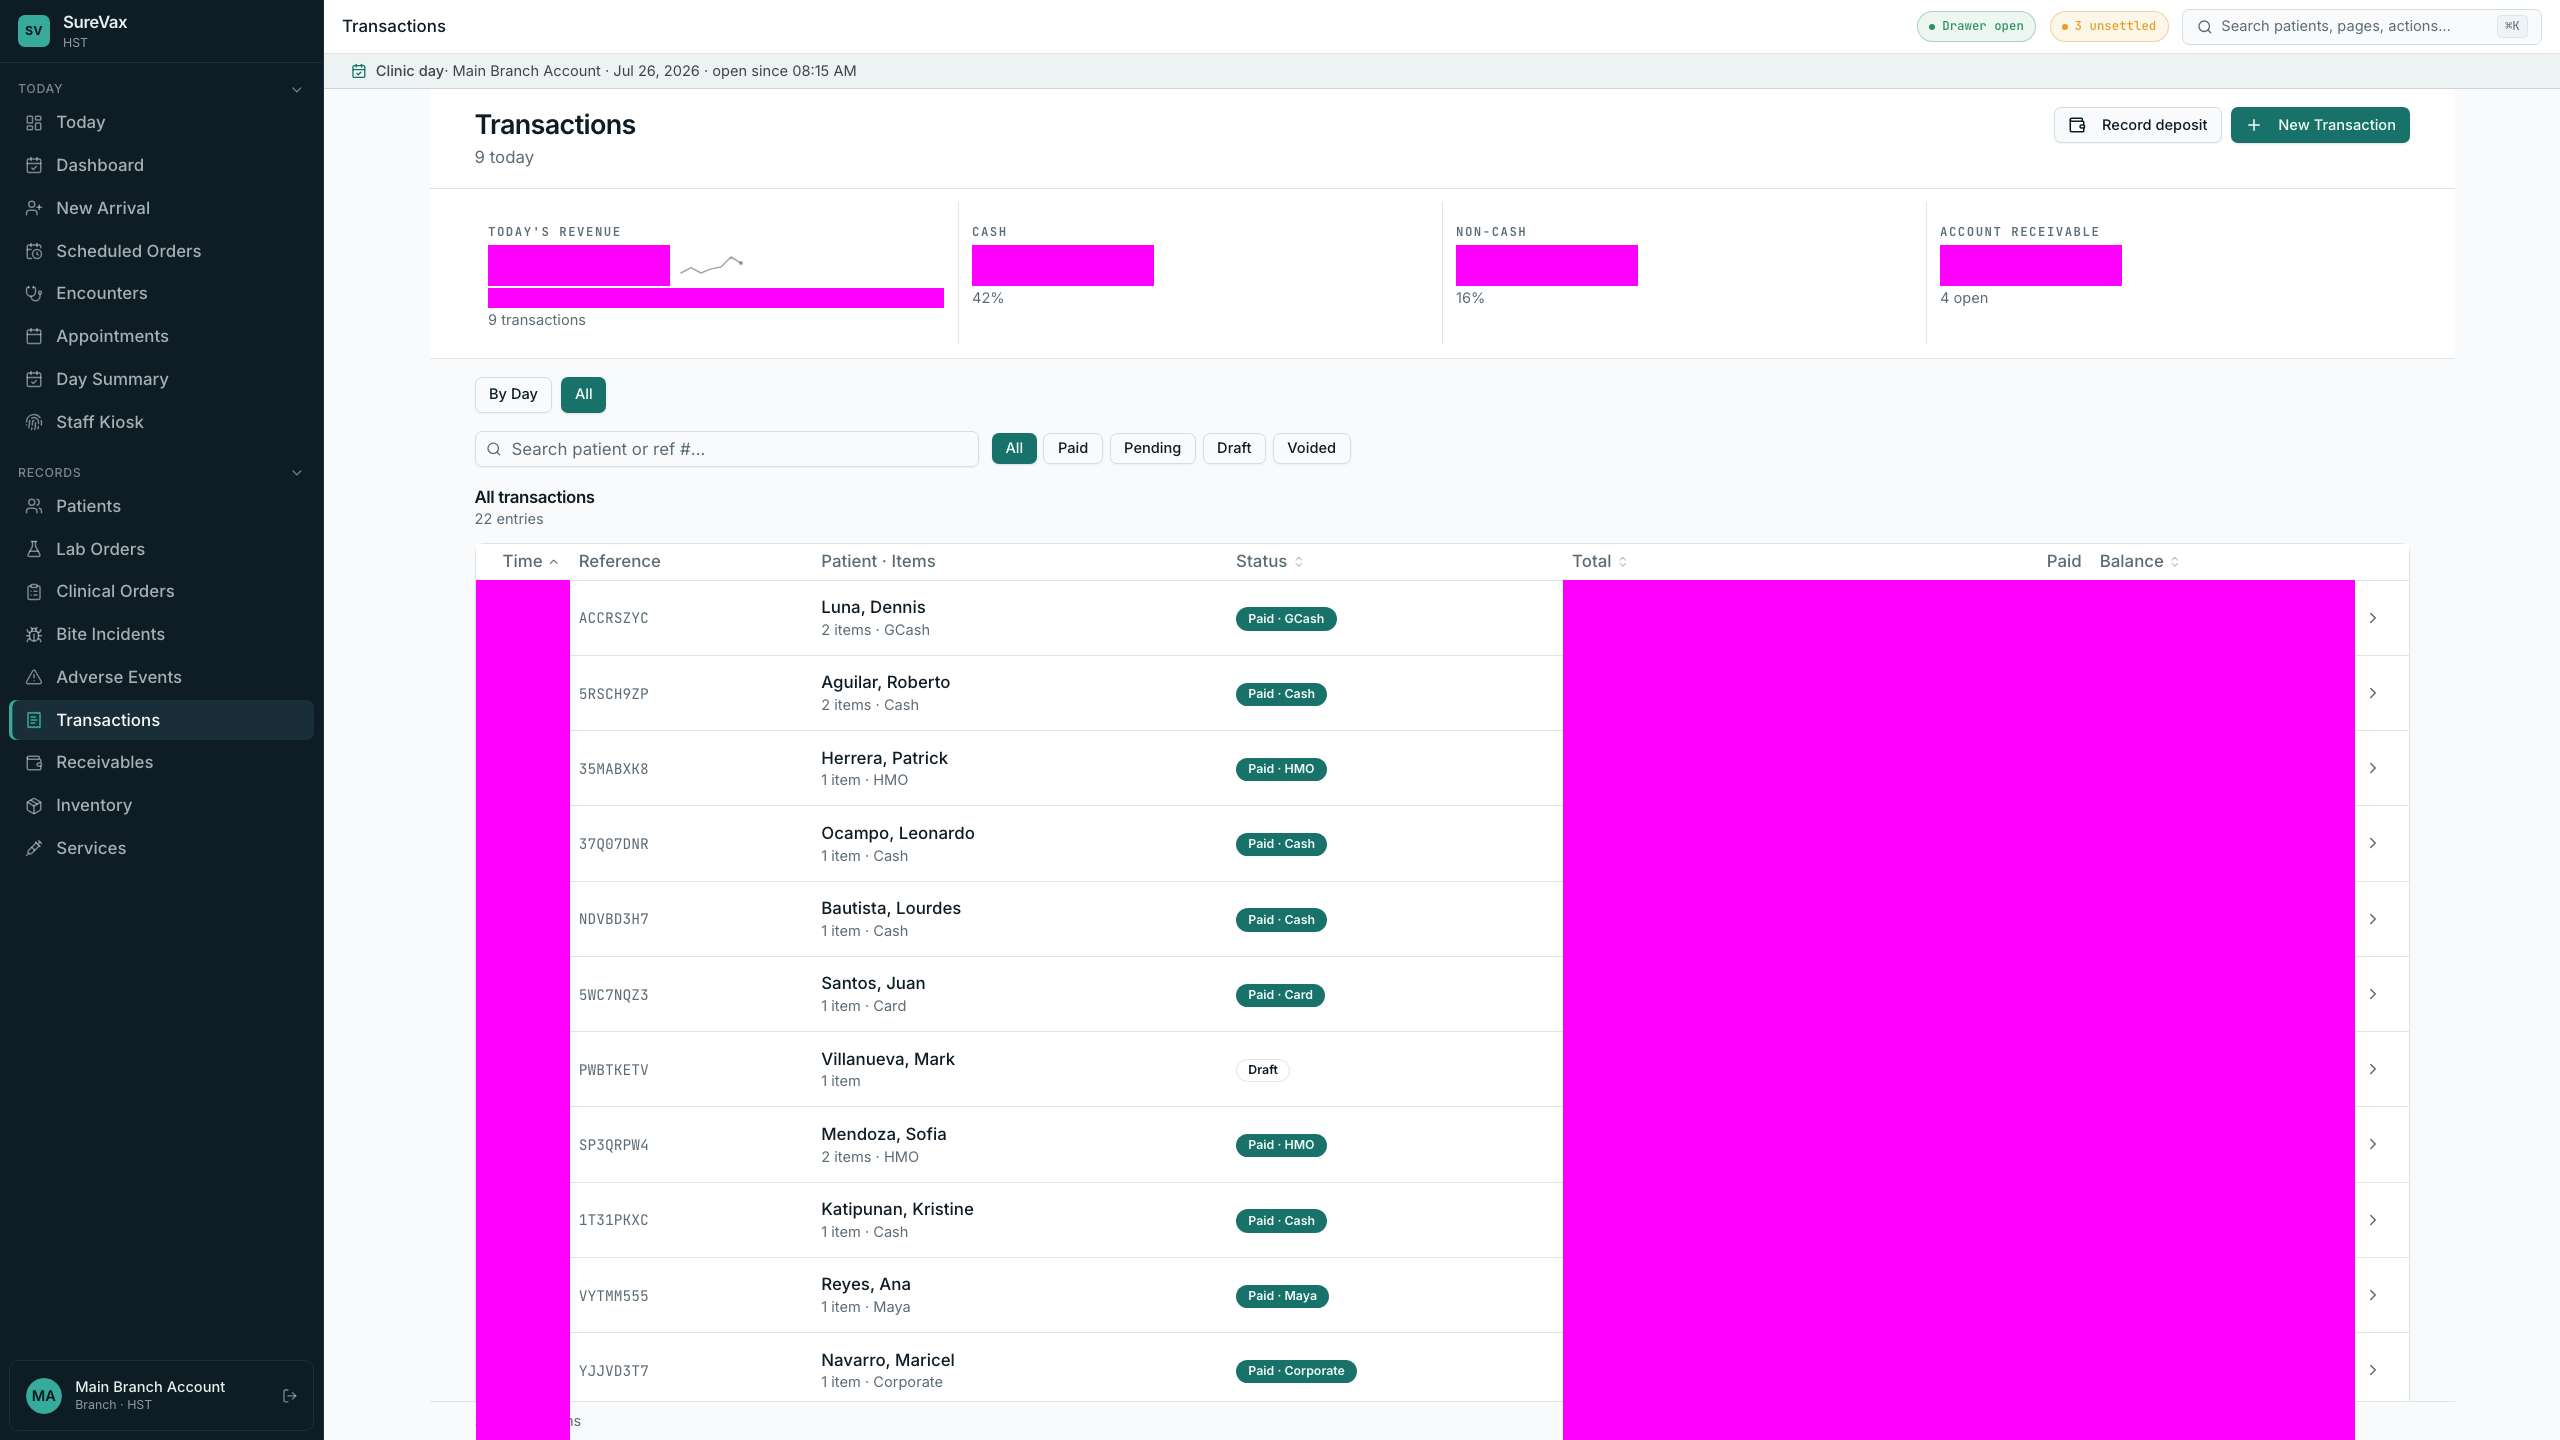 SV
SureVax
HST
TODAY
Today
Dashboard
New Arrival
Scheduled Orders
Encounters
Appointments
Day Summary
Staff Kiosk
RECORDS
Patients
Lab Orders
Clinical Orders
Bite Incidents
Adverse Events
Transactions
Receivables
Inventory
Services
MA
Main Branch Account
Branch · HST
Transactions
Drawer open
3 unsettled
Search patients, pages, actions...
⌘K
Clinic day · Main Branch Account · Jul 26, 2026 · open since 08:15 AM
Transactions
9 today
Record deposit
New Transaction
TODAY'S REVENUE
9 transactions
CASH
42%
NON-CASH
16%
ACCOUNT RECEIVABLE
4 open
By Day
All
Search patient or ref #...
All
Paid
Pending
Draft
Voided
All transactions
22 entries
Time Reference Patient · Items Status Total Paid Balance
ACCRSZYC
Luna, Dennis
2 items · GCash
Paid · GCash
5RSCH9ZP
Aguilar, Roberto
2 items · Cash
Paid · Cash
35MABXK8
Herrera, Patrick
1 item · HMO
Paid · HMO
37Q07DNR
Ocampo, Leonardo
1 item · Cash
Paid · Cash
NDVBD3H7
Bautista, Lourdes
1 item · Cash
Paid · Cash
5WC7NQZ3
Santos, Juan
1 item · Card
Paid · Card
PWBTKETV
Villanueva, Mark
1 item
Draft
SP3QRPW4
Mendoza, Sofia
2 items · HMO
Paid · HMO
1T31PKXC
Katipunan, Kristine
1 item · Cash
Paid · Cash
VYTMM555
Reyes, Ana
1 item · Maya
Paid · Maya
YJJVD3T7
Navarro, Maricel
1 item · Corporate
Paid · Corporate